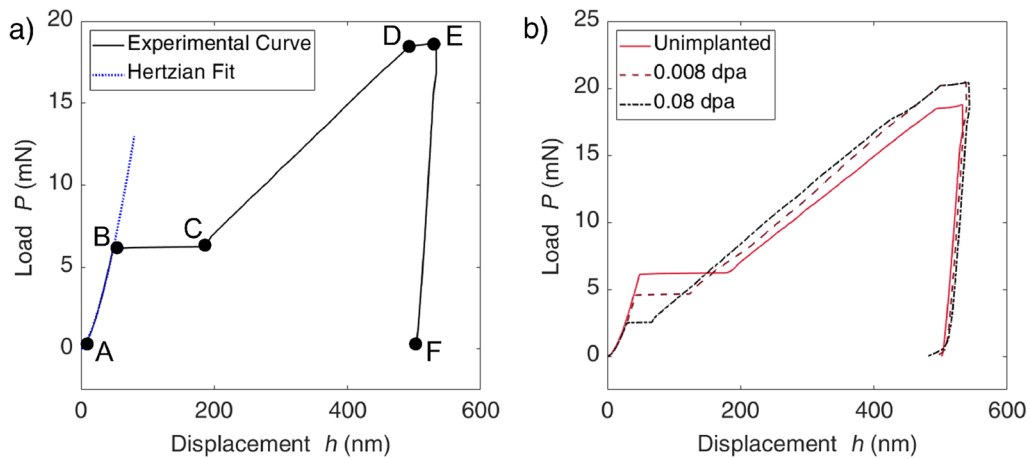 a)
Experimental Curve
Hertzian Fit
A
B
C
D
E
F
20
15
10
5
0
0
200
400
600
Load P (mN)
Displacement h (nm)
b)
Unimplanted
0.008 dpa
0.08 dpa
25
20
15
10
5
0
0
200
400
600
Load P (mN)
Displacement h (nm)